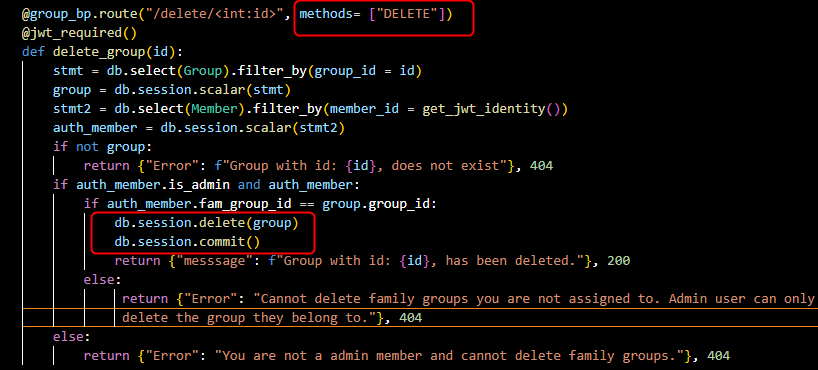 @group_bp.route("/delete/<int:id>", methods= ["DELETE"])
@jwt_required()
def delete_group(id):
stmt = db.select(Group).filter_by(group_id = id)
group = db.session.scalar(stmt)
stmt2 = db.select(Member).filter_by(member_id = get_jwt_identity())
auth_member = db.session.scalar(stmt2)
if not group:
return {"Error": f"Group with id: {id}, does not exist"}, 404
if auth_member.is_admin and auth_member:
if auth_member.fam_group_id == group.group_id:
db.session.delete(group)
db.session.commit()
return {"messsage": f"Group with id: {id}, has been deleted."}, 200
else:
return {"Error": "Cannot delete family groups you are not assigned to. Admin user can only
delete the group they belong to."}, 404
else:
return {"Error": "You are not a admin member and cannot delete family groups."}, 404